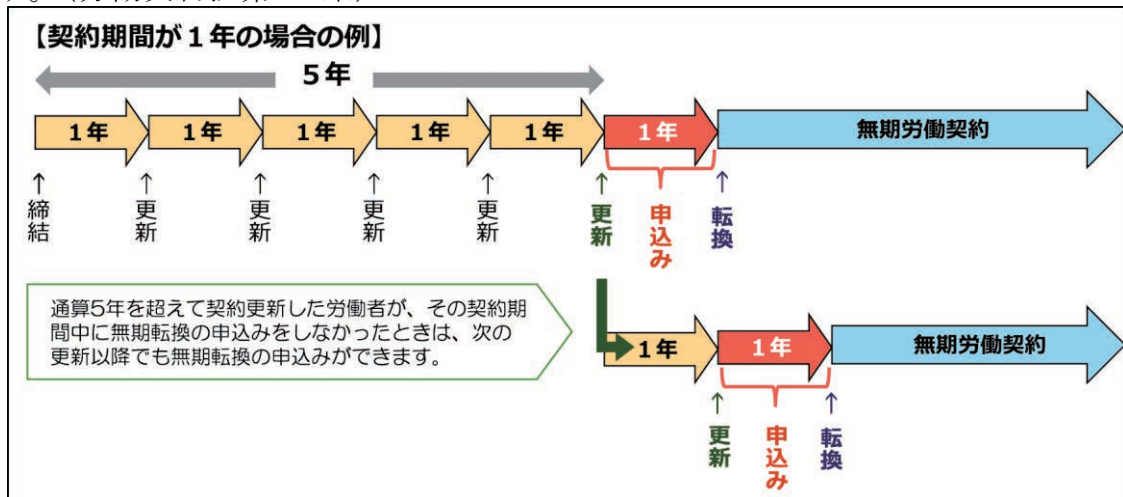 【契約期間が１年の場合の例】
５年
１年
１年
１年
１年
１年
１年
無期労働契約
↑締結
↑更新
↑更新
↑更新
↑更新
↑更新
申込み
↑転換
通算5年を超えて契約更新した労働者が、その契約期
間中に無期転換の申込みをしなかったときは、次の
更新以降でも無期転換の申込みができます。
１年
１年
無期労働契約
↑更新
申込み
↑転換